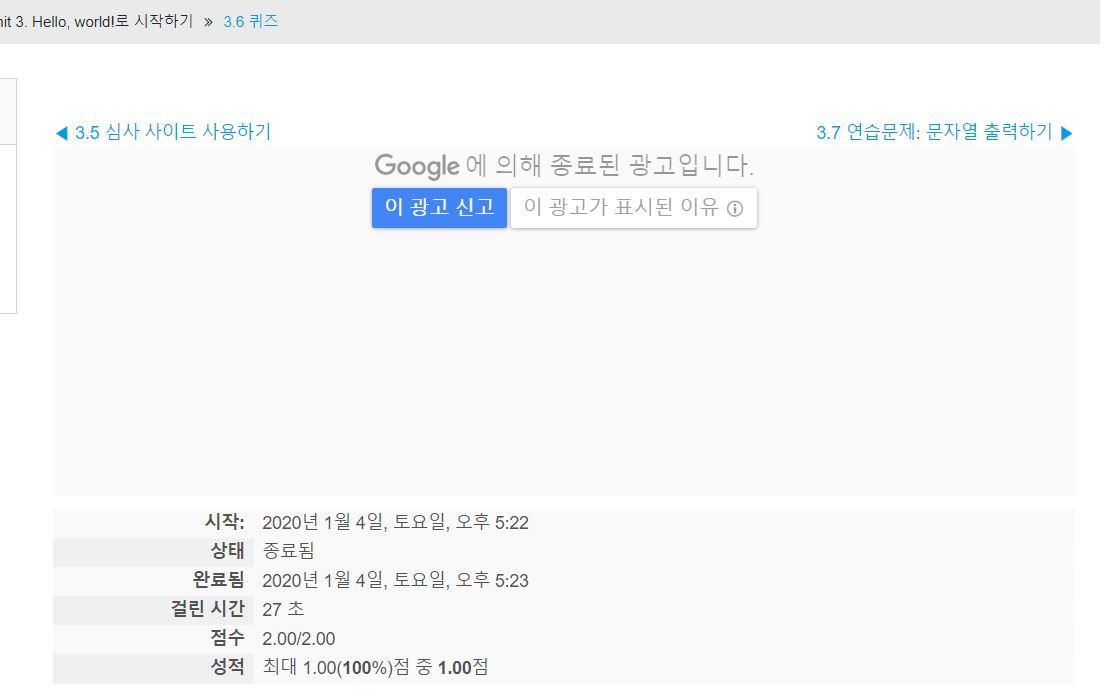 nit 3. Hello, world!로 시작하기 » 3.6 퀴즈
◀ 3.5 심사 사이트 사용하기
3.7 연습문제: 문자열 출력하기 ▶
Google 에 의해 종료된 광고입니다.
이 광고 신고
이 광고가 표시된 이유
시작: 2020년 1월 4일, 토요일, 오후 5:22
상태 종료됨
완료됨 2020년 1월 4일, 토요일, 오후 5:23
걸린 시간 27 초
점수 2.00/2.00
성적 최대 1.00(100%)점 중 1.00점